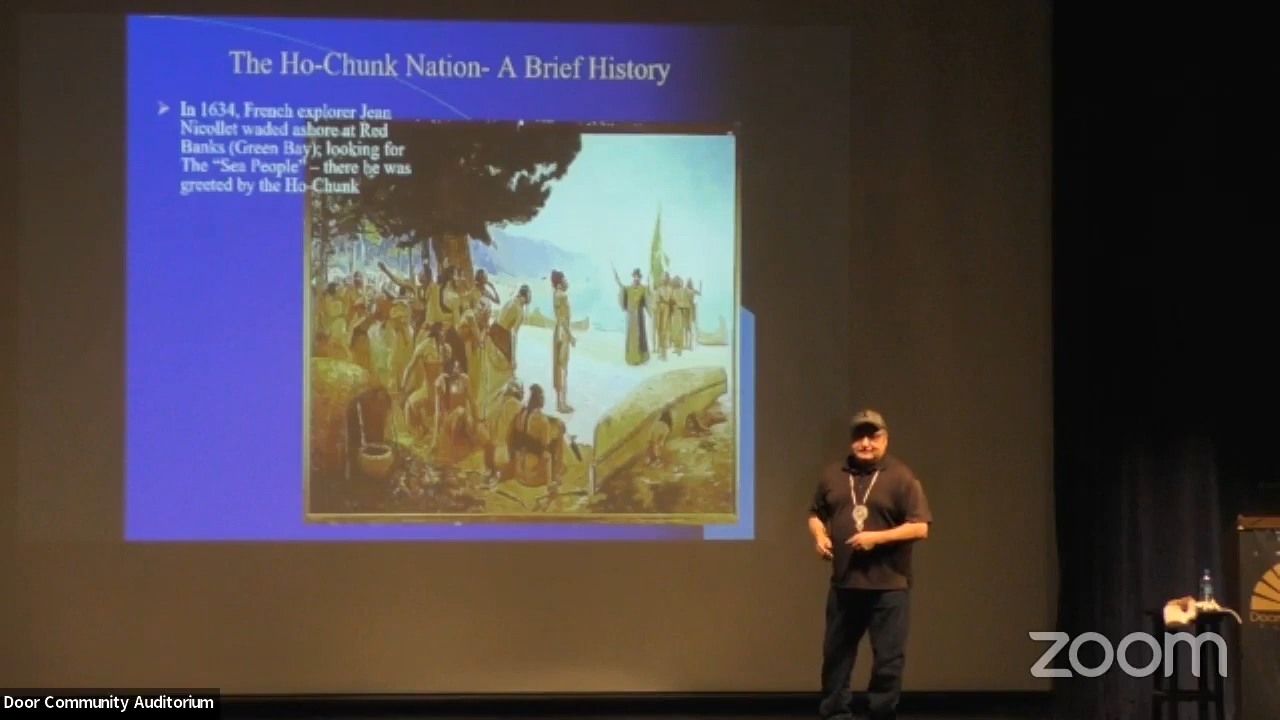 The Ho-Chunk Nation- A Brief History
In 1634, French explorer Jean
Nicollet waded ashore at Red
Banks (Green Bay); looking for
The “Sea People” – there he was
greeted by the Ho-Chunk
zoom
Door Community Auditorium